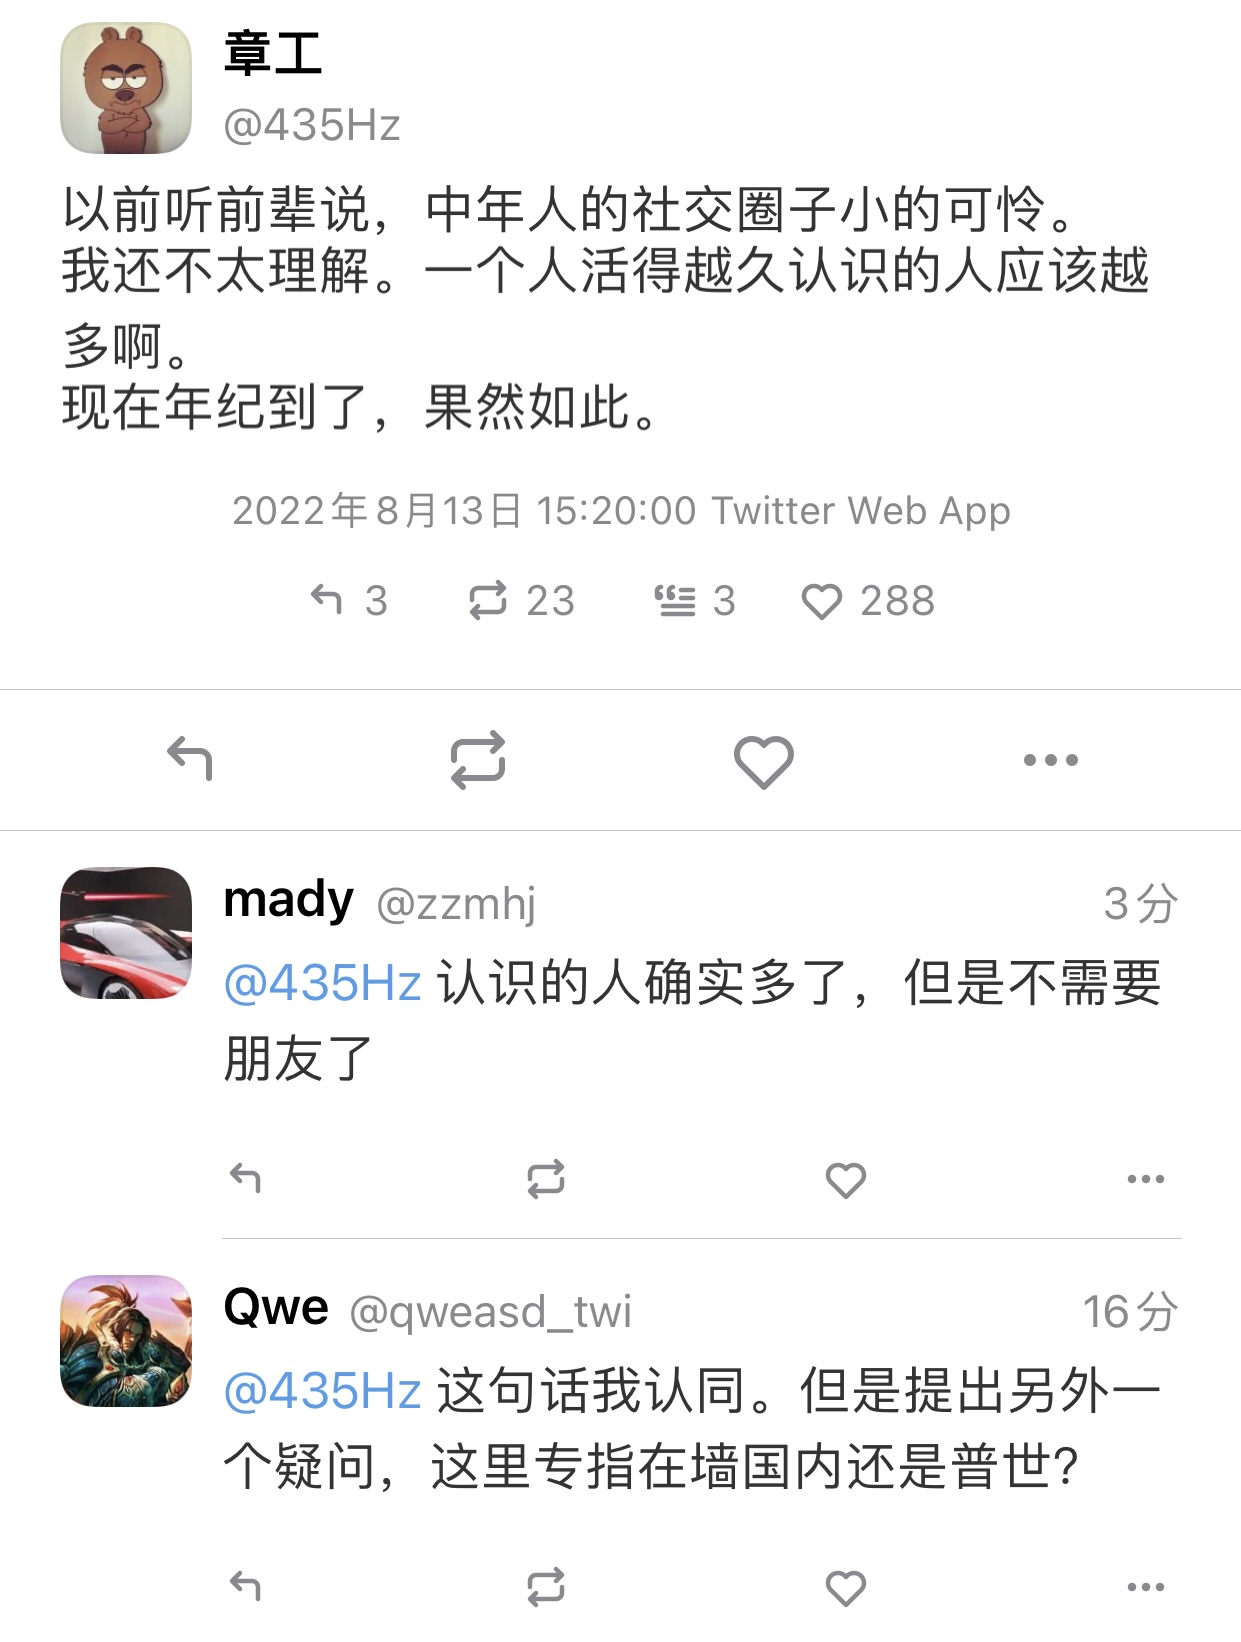 章工
@435Hz
以前听前辈说，中年人的社交圈子小的可怜。
我还不太理解。一个人活得越久认识的人应该越
多啊。
现在年纪到了，果然如此。
2022年8月13日 15:20:00 Twitter Web App
3 23 3 288
mady @zzmhj 3分
@435Hz 认识的人确实多了，但是不需要
朋友了
Qwe @qweasd_twi 16分
@435Hz 这句话我认同。但是提出另外一
个疑问，这里专指在墙国内还是普世?